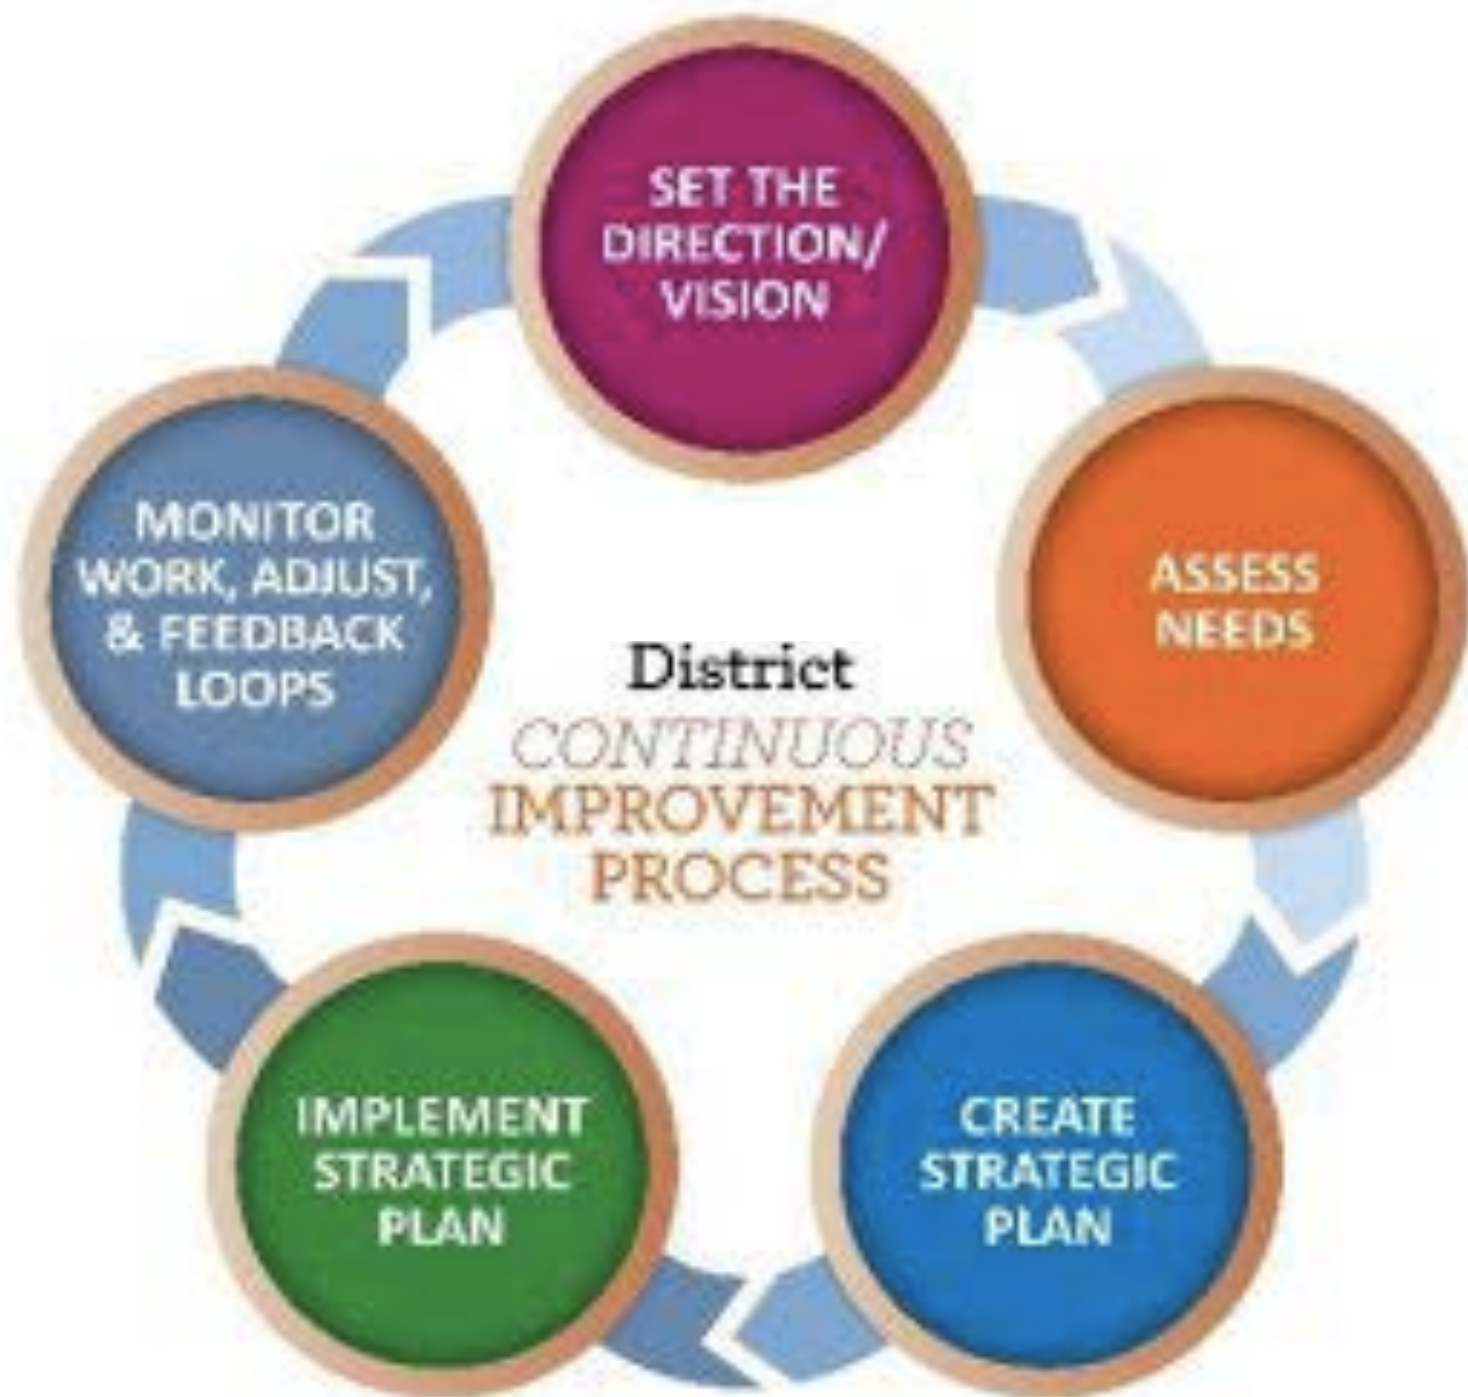 SET THE
DIRECTION/
VISION
ASSESS
NEEDS
CREATE
STRATEGIC
PLAN
IMPLEMENT
STRATEGIC
PLAN
MONITOR
WORK, ADJUST,
& FEEDBACK
LOOPS
District
CONTINUOUS
IMPROVEMENT
PROCESS